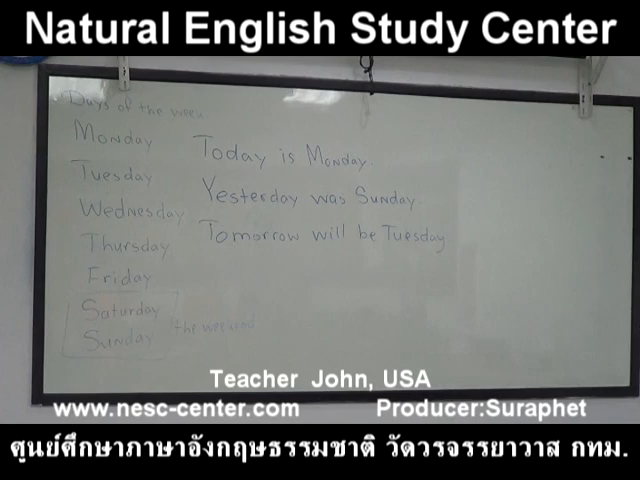 Natural English Study Center
Days of the week
Monday
Today is Monday.
Tuesday
Yesterday was Sunday.
Wednesday
Tomorrow will be Tuesday
Thursday
Friday
Saturday
Sunday
the weekend
Teacher John, USA
www.nesc-center.com Producer:Suraphet
ศูนย์ศึกษาภาษาอังกฤษธรรมชาติ วัดวรจรรยาวาส กทม.